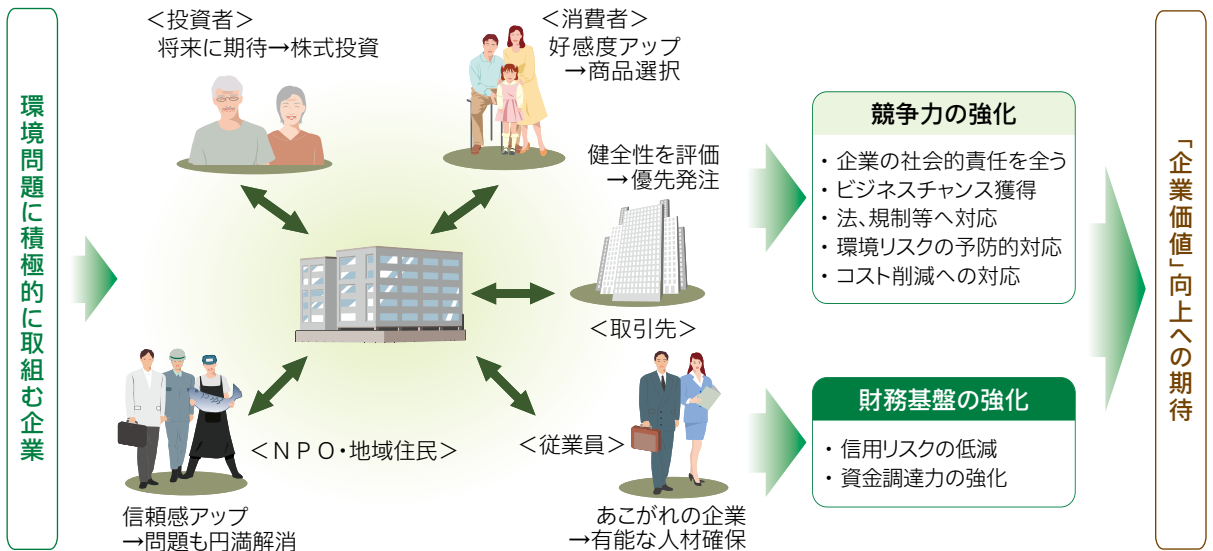 環境問題に積極的に取組む企業
＜投資者＞
将来に期待→株式投資
＜消費者＞
好感度アップ
→商品選択
健全性を評価
→優先発注
＜取引先＞
＜NPO・地域住民＞
信頼感アップ
→問題も円満解消
＜従業員＞
あこがれの企業
→有能な人材確保
競争力の強化
・企業の社会的責任を全う
・ビジネスチャンス獲得
・法、規制等へ対応
・環境リスクの予防的対応
・コスト削減への対応
財務基盤の強化
・信用リスクの低減
・資金調達力の強化
「企業価値」向上への期待